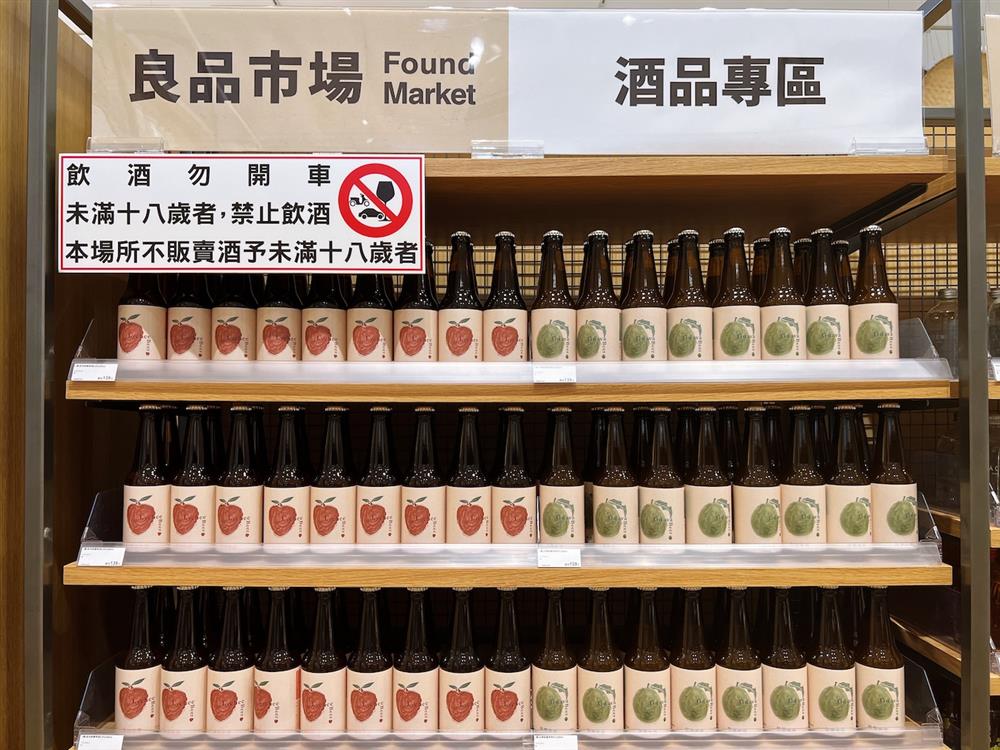 良品市場
Found
Market
酒品專區
飲酒勿開車
未滿十八歲者，禁止飲酒
本場所不販賣酒予未滿十八歲者